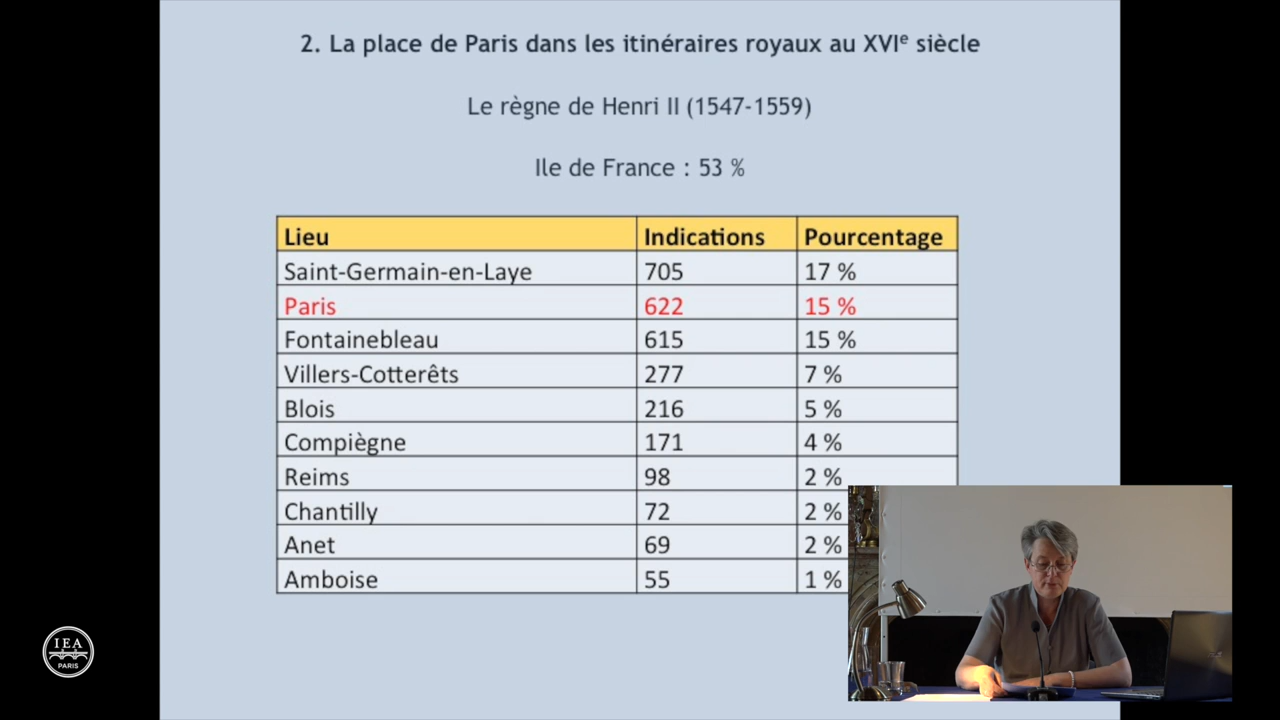 2. La place de Paris dans les itinéraires royaux au XVIe siècle
Le règne de Henri II (1547-1559)
Ile de France : 53 %
Lieu Indications Pourcentage
Saint-Germain-en-Laye 705 17 %
Paris 622 15 %
Fontainebleau 615 15 %
Villers-Cotterêts 277 7 %
Blois 216 5 %
Compiègne 171 4 %
Reims 98 2 %
Chantilly 72 2 %
Anet 69 2 %
Amboise 55 1 %
IEA
PARIS